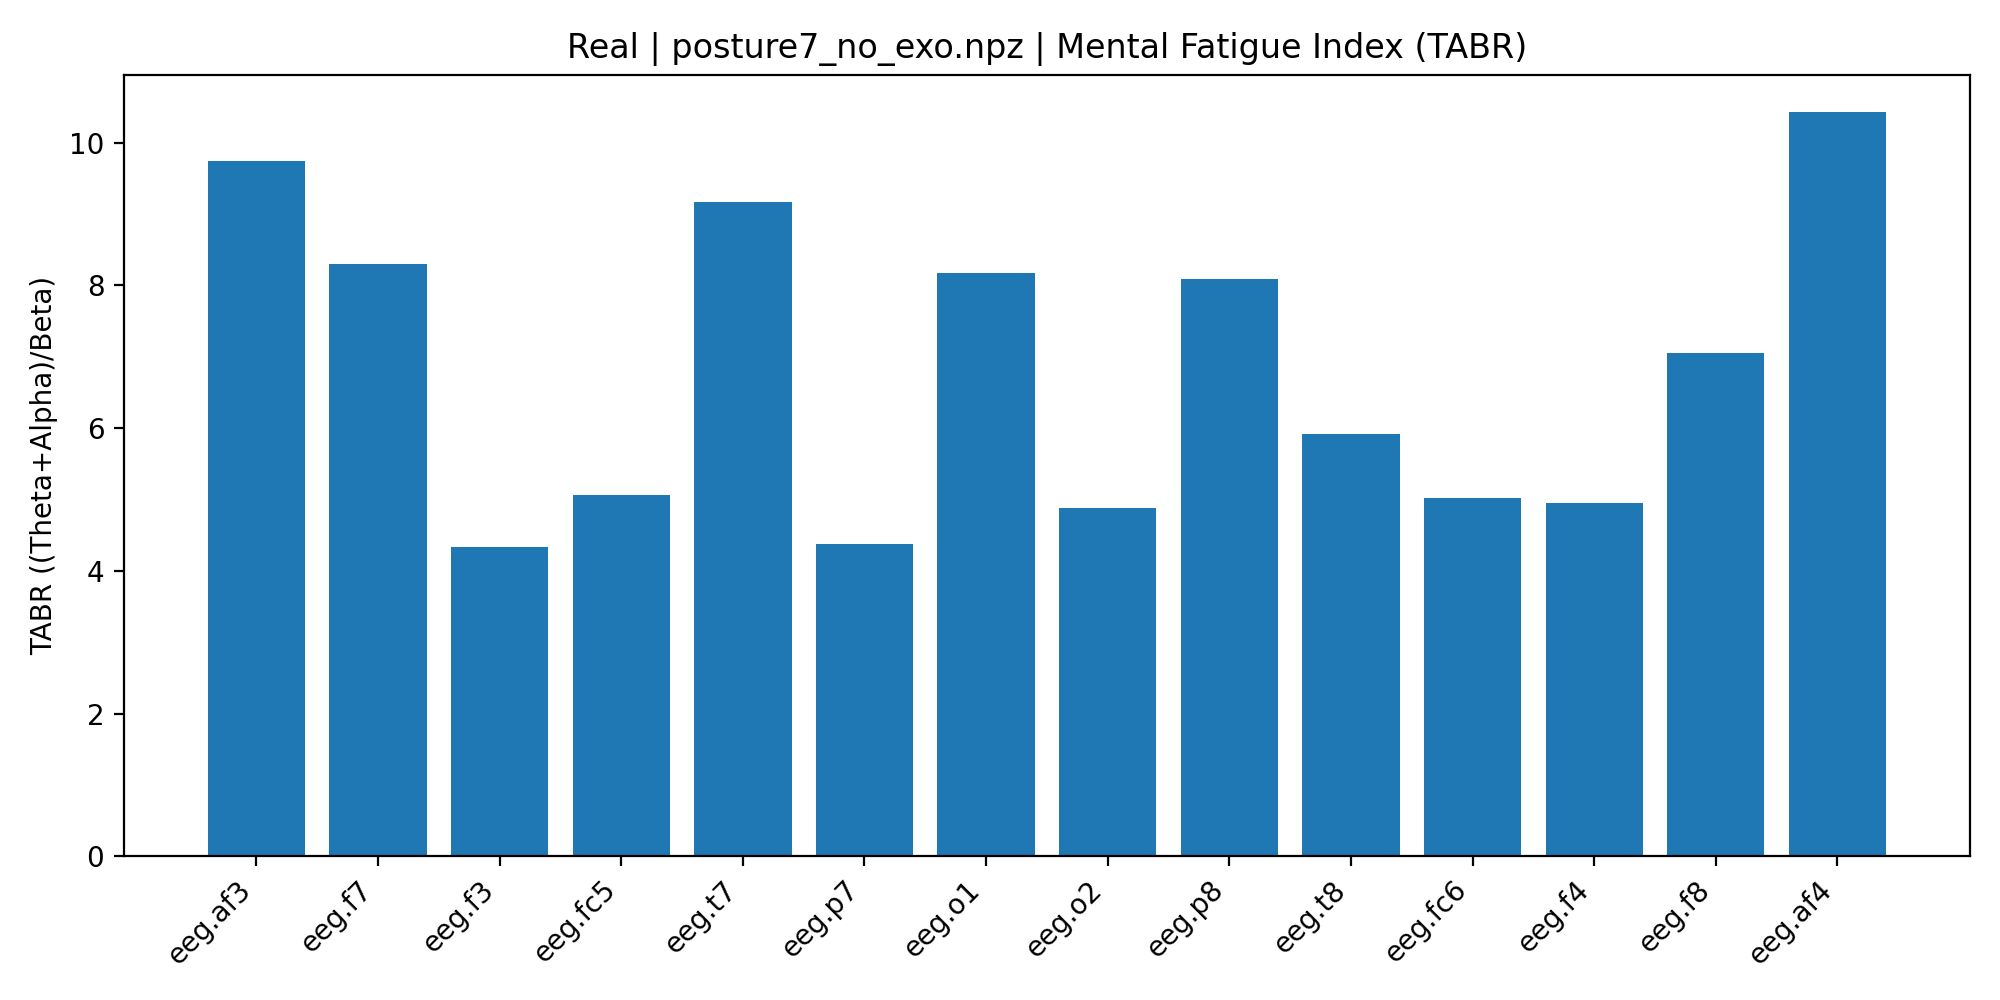 Real | posture7_no_exo.npz | Mental Fatigue Index (TABR)
TABR ((Theta+Alpha)/Beta)
10
8
6
4
2
0
eeg.af3
eeg.f7
eeg.f3
eeg.fc5
eeg.t7
eeg.p7
eeg.o1
eeg.o2
eeg.p8
eeg.t8
eeg.fc6
eeg.f4
eeg.f8
eeg.af4